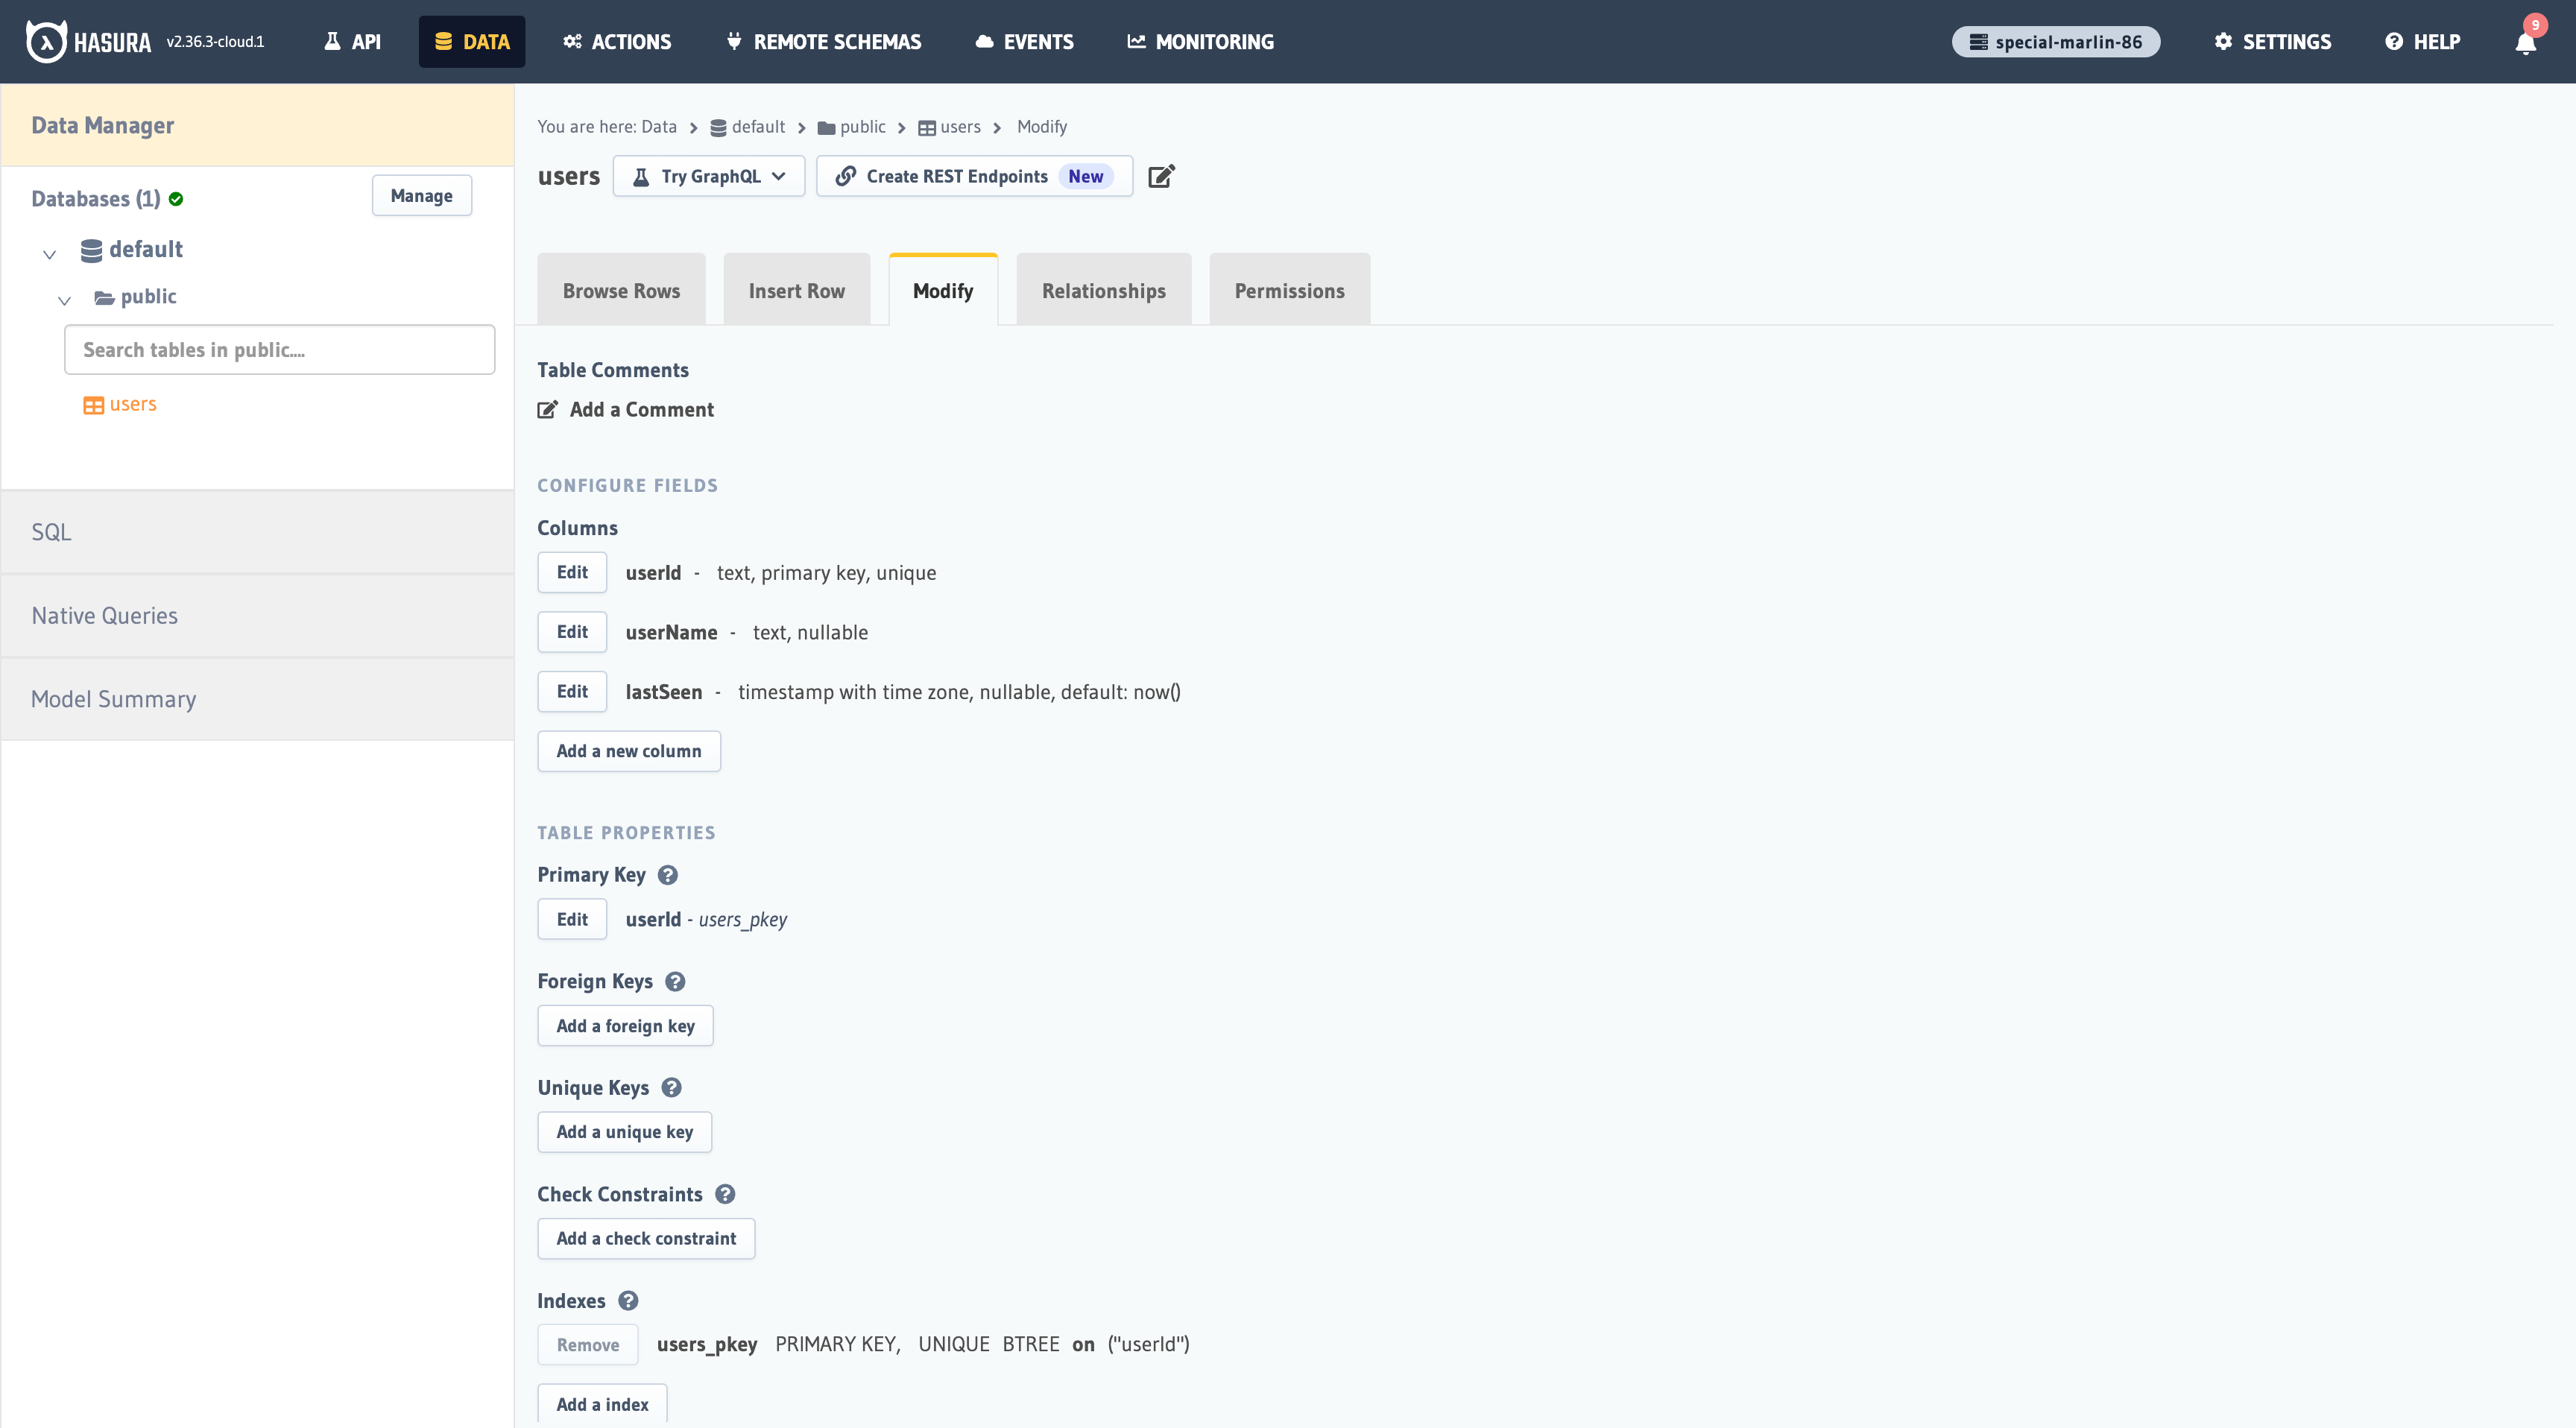 HASURA v2.36.3-cloud.1 API DATA ACTIONS REMOTE SCHEMAS EVENTS MONITORING special-marlin-86 SETTINGS HELP 9
Data Manager
Databases (1) Manage
default
public
Search tables in public....
users
SQL
Native Queries
Model Summary
You are here: Data > default > public > users > Modify
users Try GraphQL Create REST Endpoints New
Browse Rows Insert Row Modify Relationships Permissions
Table Comments
Add a Comment
CONFIGURE FIELDS
Columns
Edit userId - text, primary key, unique
Edit userName - text, nullable
Edit lastSeen - timestamp with time zone, nullable, default: now()
Add a new column
TABLE PROPERTIES
Primary Key ?
Edit userId - users_pkey
Foreign Keys ?
Add a foreign key
Unique Keys ?
Add a unique key
Check Constraints ?
Add a check constraint
Indexes ?
Remove users_pkey PRIMARY KEY, UNIQUE BTREE on ("userId")
Add a index